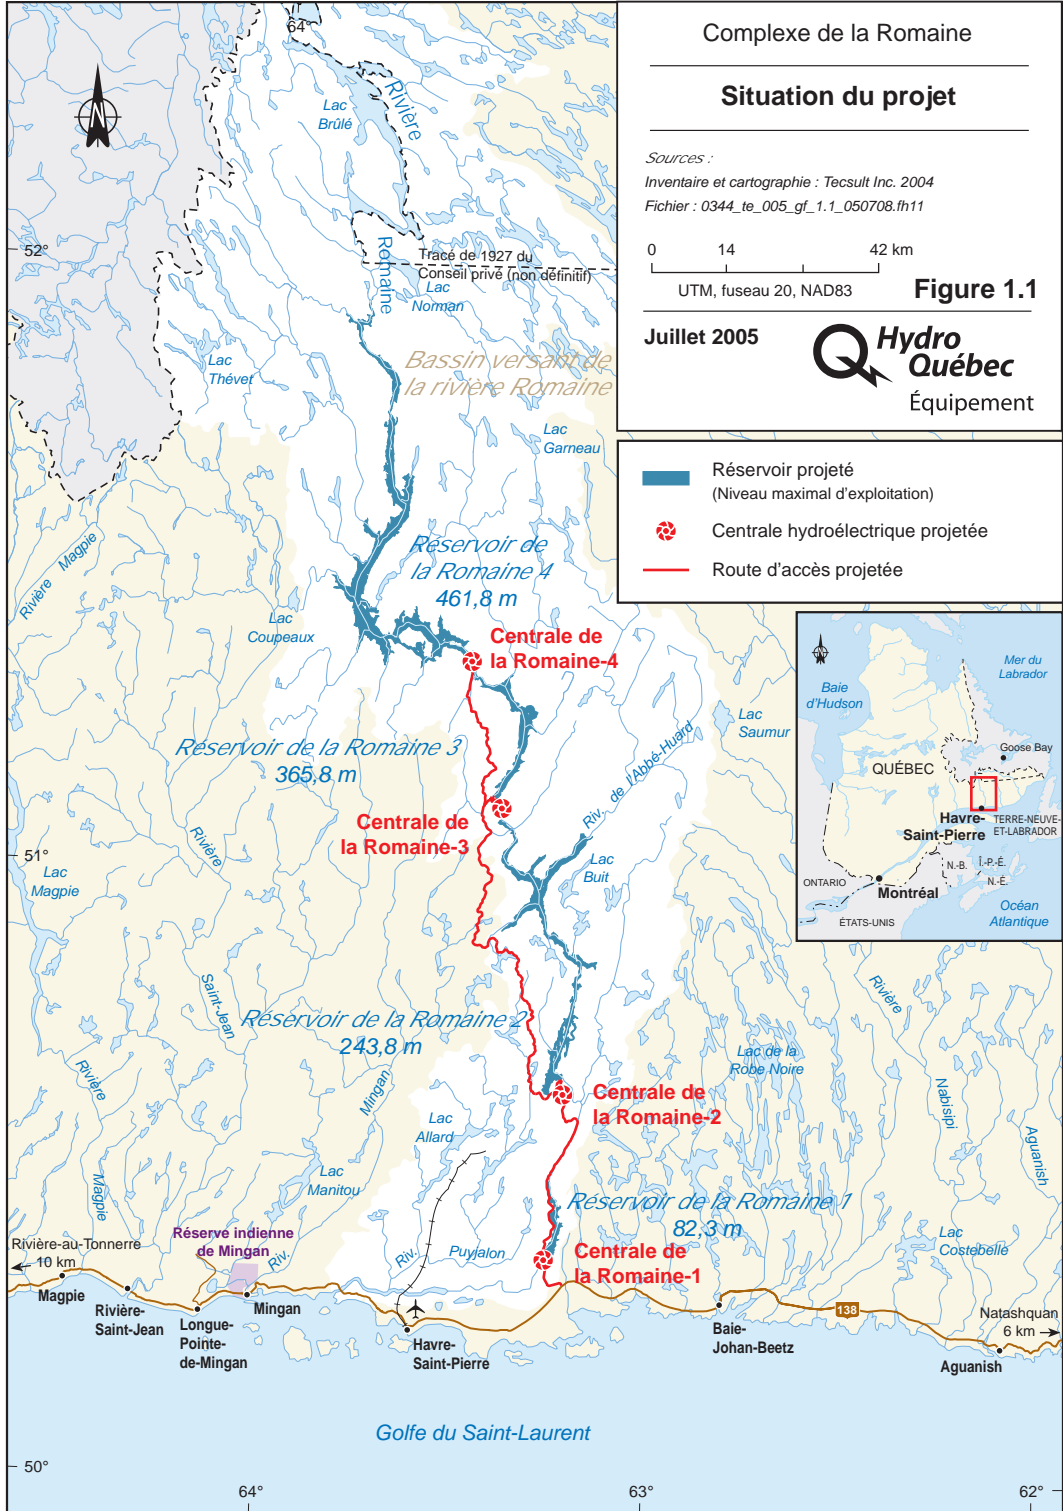 Complexe de la Romaine
Situation du projet
Sources :
Inventaire et cartographie : Tecsult Inc. 2004
Fichier : 0344_te_005_gf_1.1_050708.fh11
0 14 42 km
UTM, fuseau 20, NAD83
Figure 1.1
Juillet 2005
Hydro
Québec
Équipement
Réservoir projeté
(Niveau maximal d'exploitation)
Centrale hydroélectrique projetée
Route d'accès projetée
Baie
d'Hudson
Mer du
Labrador
Goose Bay
QUÉBEC
Havre-
Saint-Pierre
TERRE-NEUVE-
ET-LABRADOR
N.-B.
Î.-P.-É.
N.-É.
ONTARIO
Montréal
ÉTATS-UNIS
Océan
Atlantique
64°
N
Lac
Brûlé
Rivière
Romaine
52°
Tracé de 1927 du
Conseil privé (non définitif)
Lac
Norman
Lac
Thévet
Bassin versant de
la rivière Romaine
Lac
Garneau
Rivière Magpie
Réservoir de
la Romaine 4
461,8 m
Lac
Coupeaux
Centrale de
la Romaine-4
Lac
Saumur
Réservoir de la Romaine 3
365,8 m
Riv. de l'Abbé-Huard
Centrale de
la Romaine-3
51°
Lac
Magpie
Rivière
Saint-Jean
Lac
Buit
Réservoir de la Romaine 2
243,8 m
Rivière
Magpie
Mingan
Riv.
Lac de la
Robe Noire
Rivière
Nabisipi
Aguanish
Centrale de
la Romaine-2
Lac
Allard
Lac
Manitou
Réservoir de la Romaine 1
82,3 m
Lac
Costebelle
Réserve indienne
de Mingan
Riv.
Puyjalon
Centrale de
la Romaine-1
Rivière-au-Tonnerre
10 km
Magpie
Rivière-
Saint-Jean
Longue-
Pointe-
de-Mingan
Mingan
Havre-
Saint-Pierre
Baie-
Johan-Beetz
138
Natashquan
6 km
Aguanish
Golfe du Saint-Laurent
50°
64°
63°
62°